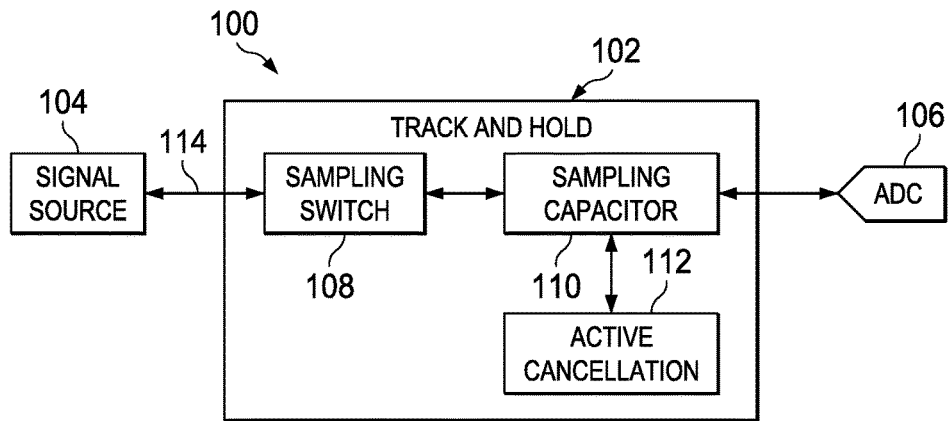 100
102
104
114
106
TRACK AND HOLD
SIGNAL
SOURCE
SAMPLING
SWITCH
SAMPLING
CAPACITOR
ADC
108
110
112
ACTIVE
CANCELLATION